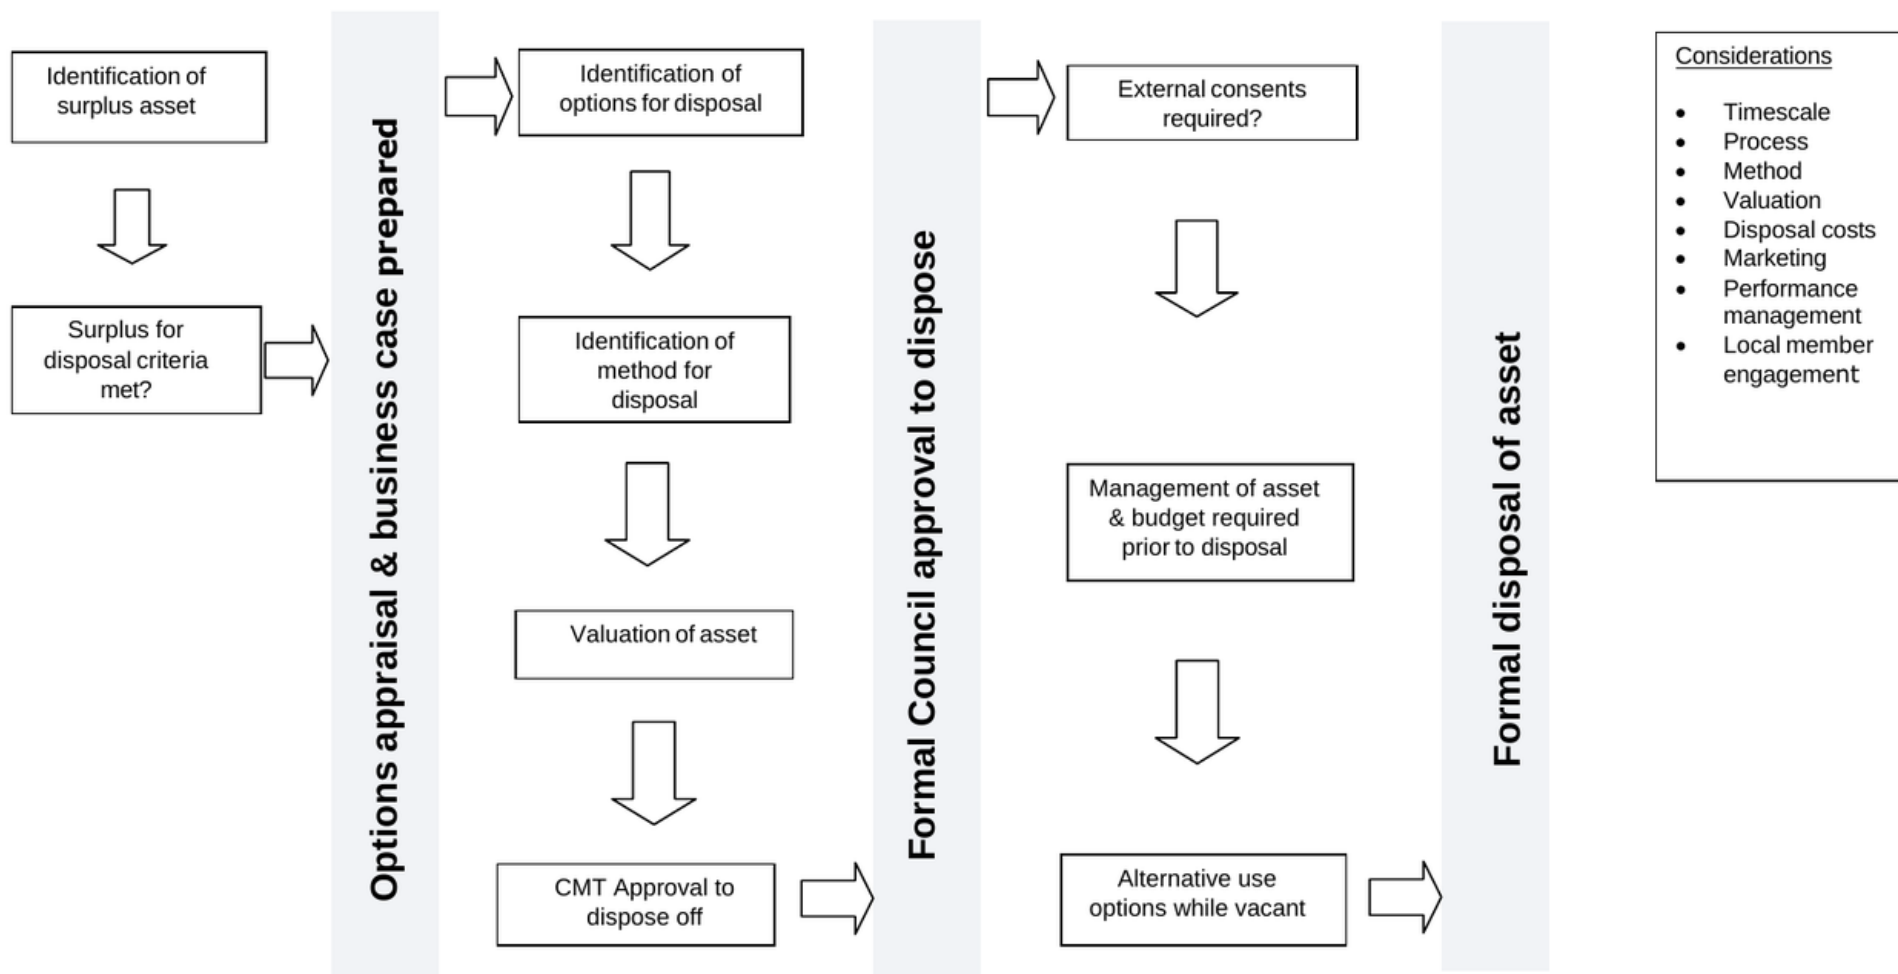 Identification of
surplus asset
Surplus for
disposal criteria
met?
Options appraisal & business case prepared
Identification of
options for disposal
Identification of
method for
disposal
Valuation of asset
CMT Approval to
dispose off
Formal Council approval to dispose
External consents
required?
Management of asset
& budget required
prior to disposal
Alternative use
options while vacant
Formal disposal of asset
Considerations
• Timescale
• Process
• Method
• Valuation
• Disposal costs
• Marketing
• Performance
management
• Local member
engagement